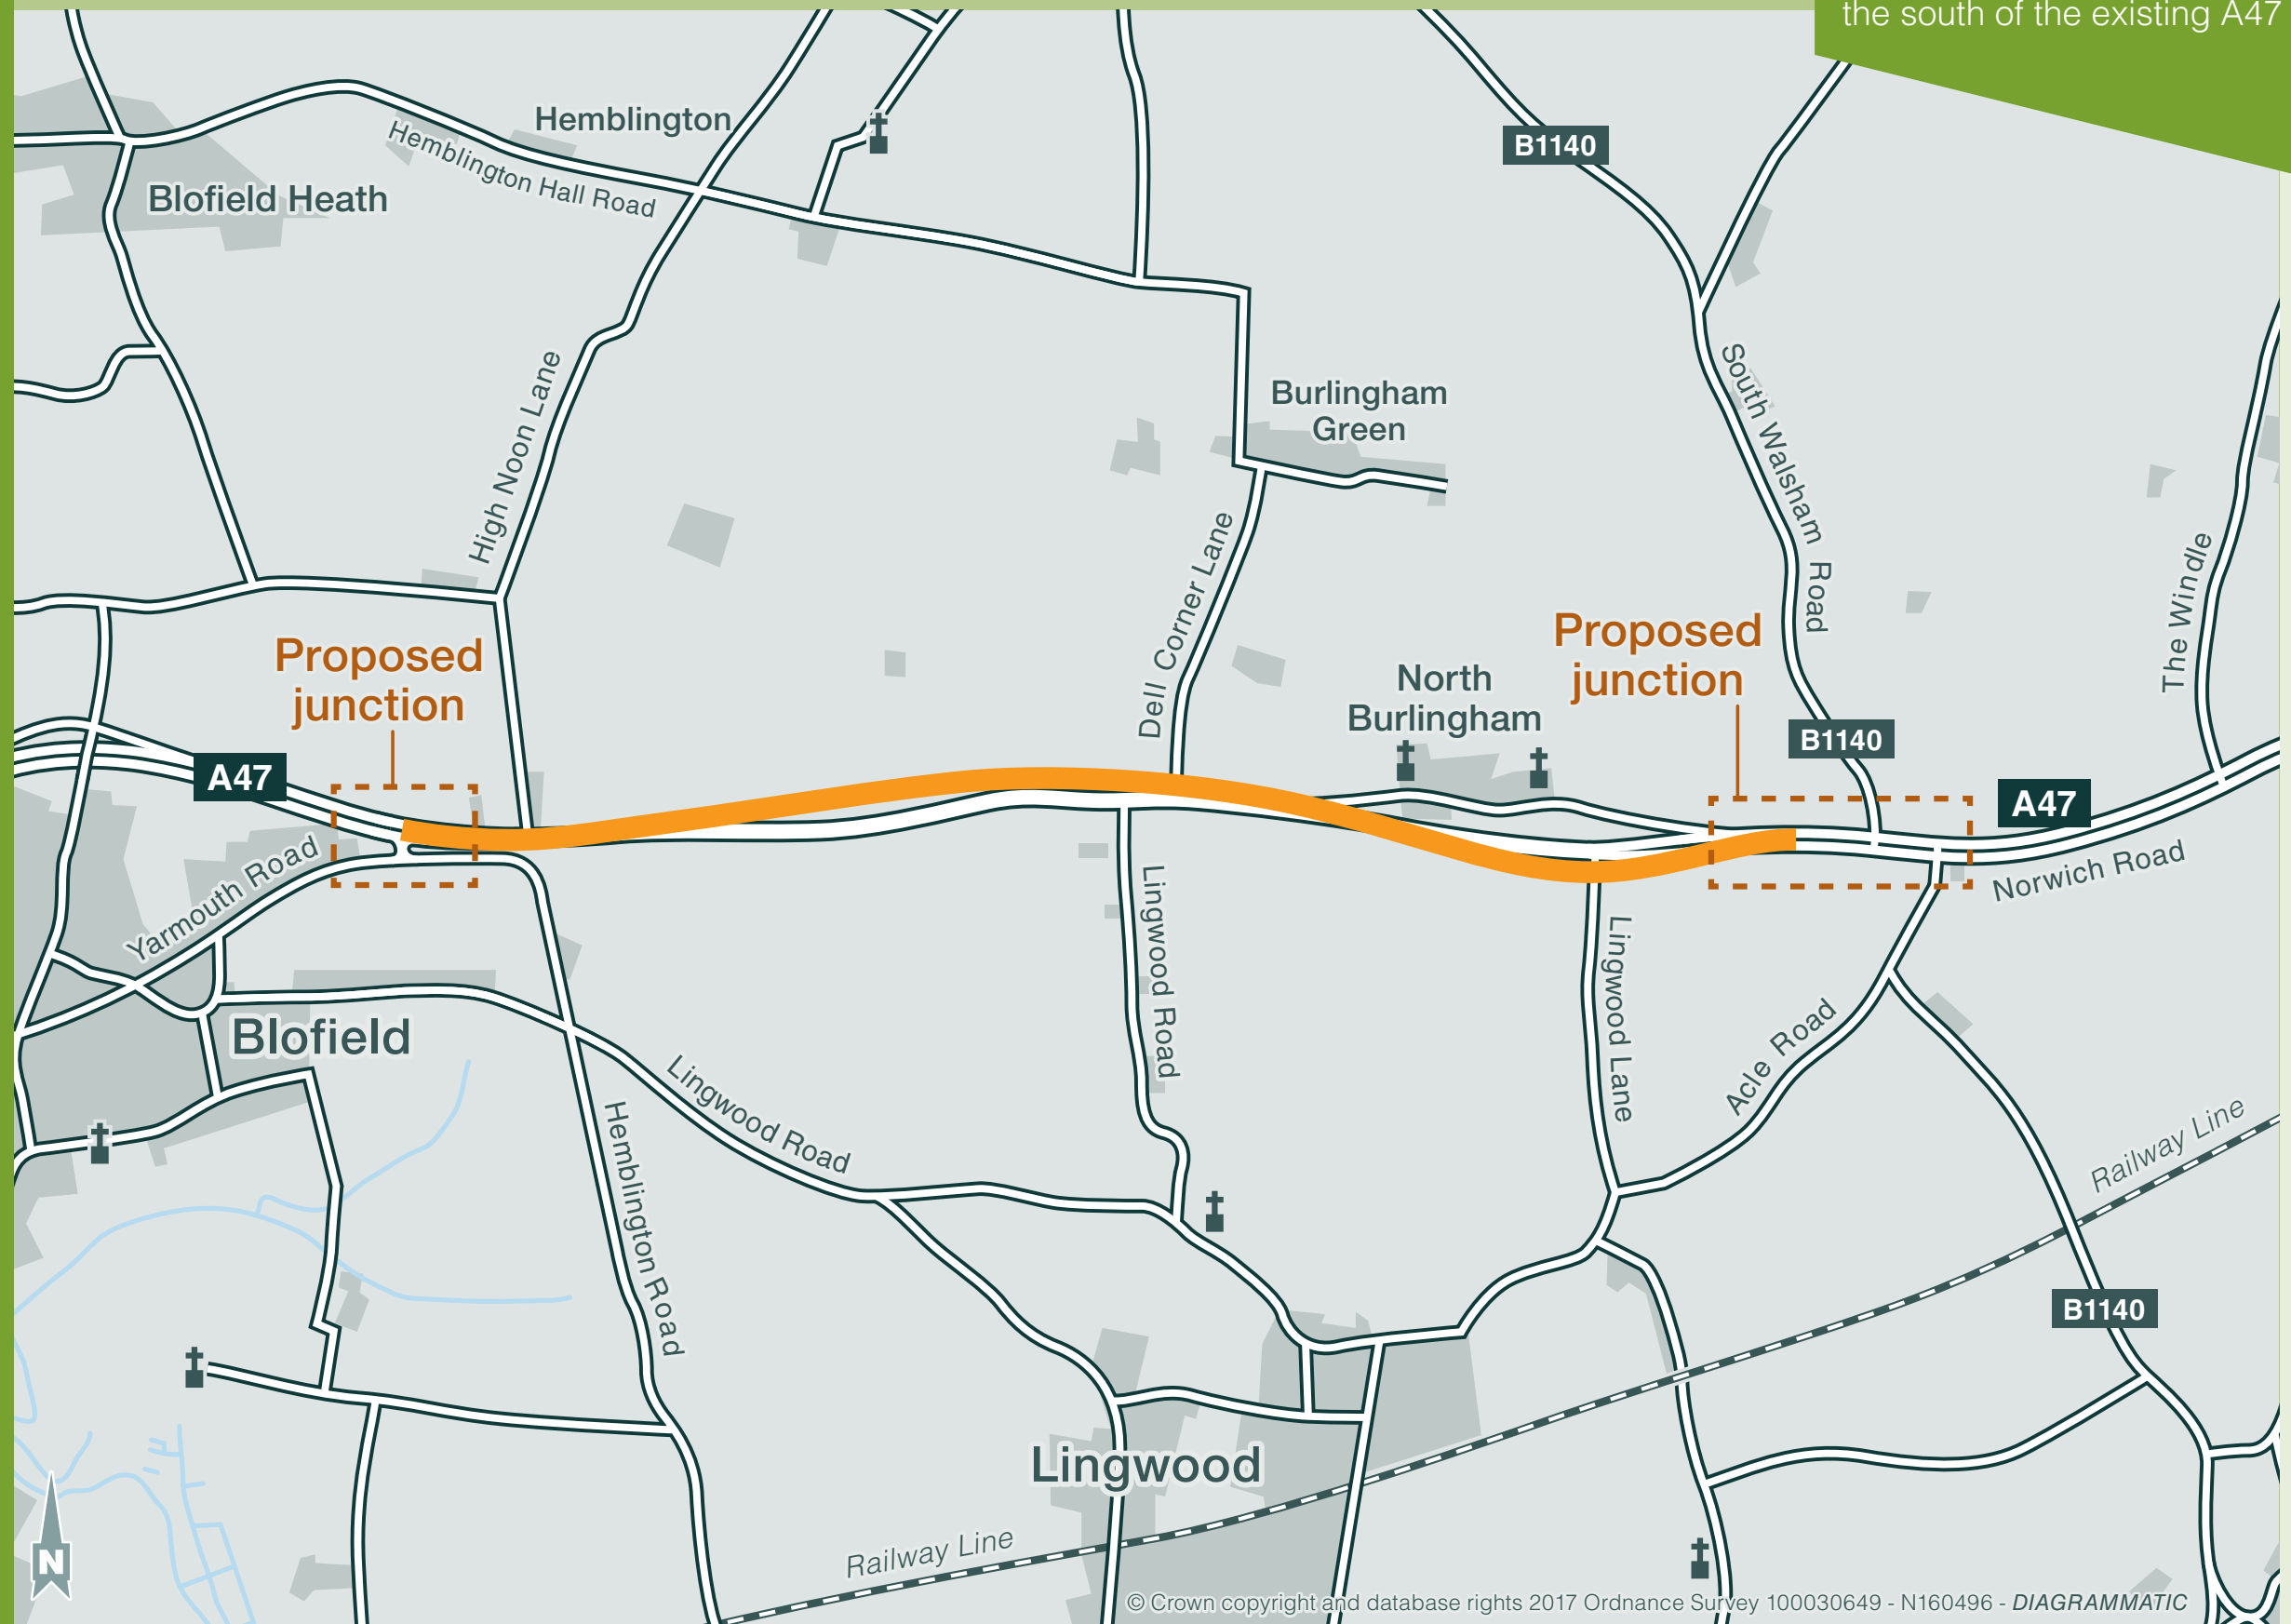 the south of the existing A47
Hemblington
B1140
Hemblington Hall Road
Blofield Heath
High Noon Lane
Burlingham
Green
South Walsham Road
Dell Corner Lane
The Windle
Proposed
junction
Proposed
junction
North
Burlingham
B1140
A47
A47
Yarmouth Road
Norwich Road
Lingwood Road
Lingwood Lane
Blofield
Acle Road
Lingwood Road
Hemblington Road
Railway Line
B1140
Lingwood
Railway Line
N
© Crown copyright and database rights 2017 Ordnance Survey 100030649 - N160496 - DIAGRAMMATIC